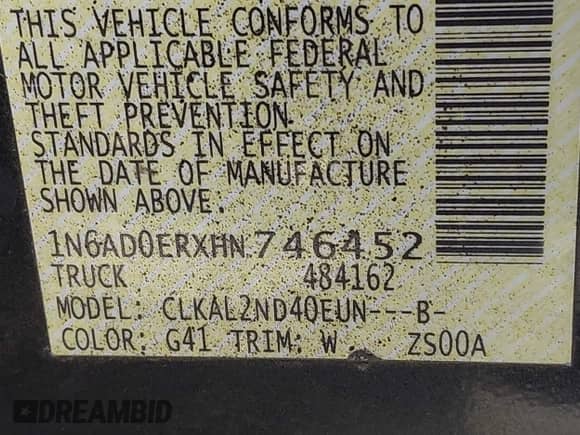 THIS VEHICLE CONFORMS TO
ALL APPLICABLE FEDERAL
MOTOR VEHICLE SAFETY AND
THEFT PREVENTION
STANDARDS IN EFFECT ON
THE DATE OF MANUFACTURE
SHOWN ABOVE.
1N6AD0ERXHN746452
TRUCK 484162
MODEL: CLKAL2ND40EUN---B-
COLOR: G41 TRIM: W ZS00A
DREAMBID